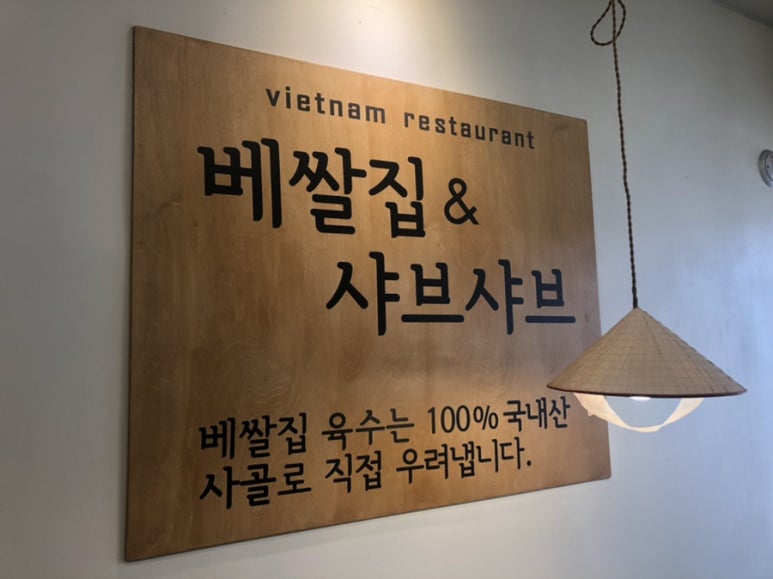 vietnam restaurant
베쌀집 &
샤브샤브
베쌀집 육수는 100% 국내산
사골로 직접 우려냅니다.